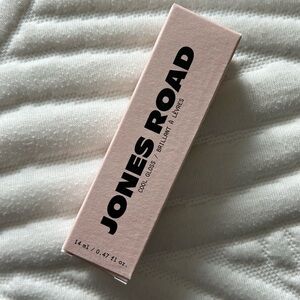 JONES ROAD
COOL GLOSS / BRILLANT À LÈVRES
14 ml / 0.47 fl oz.